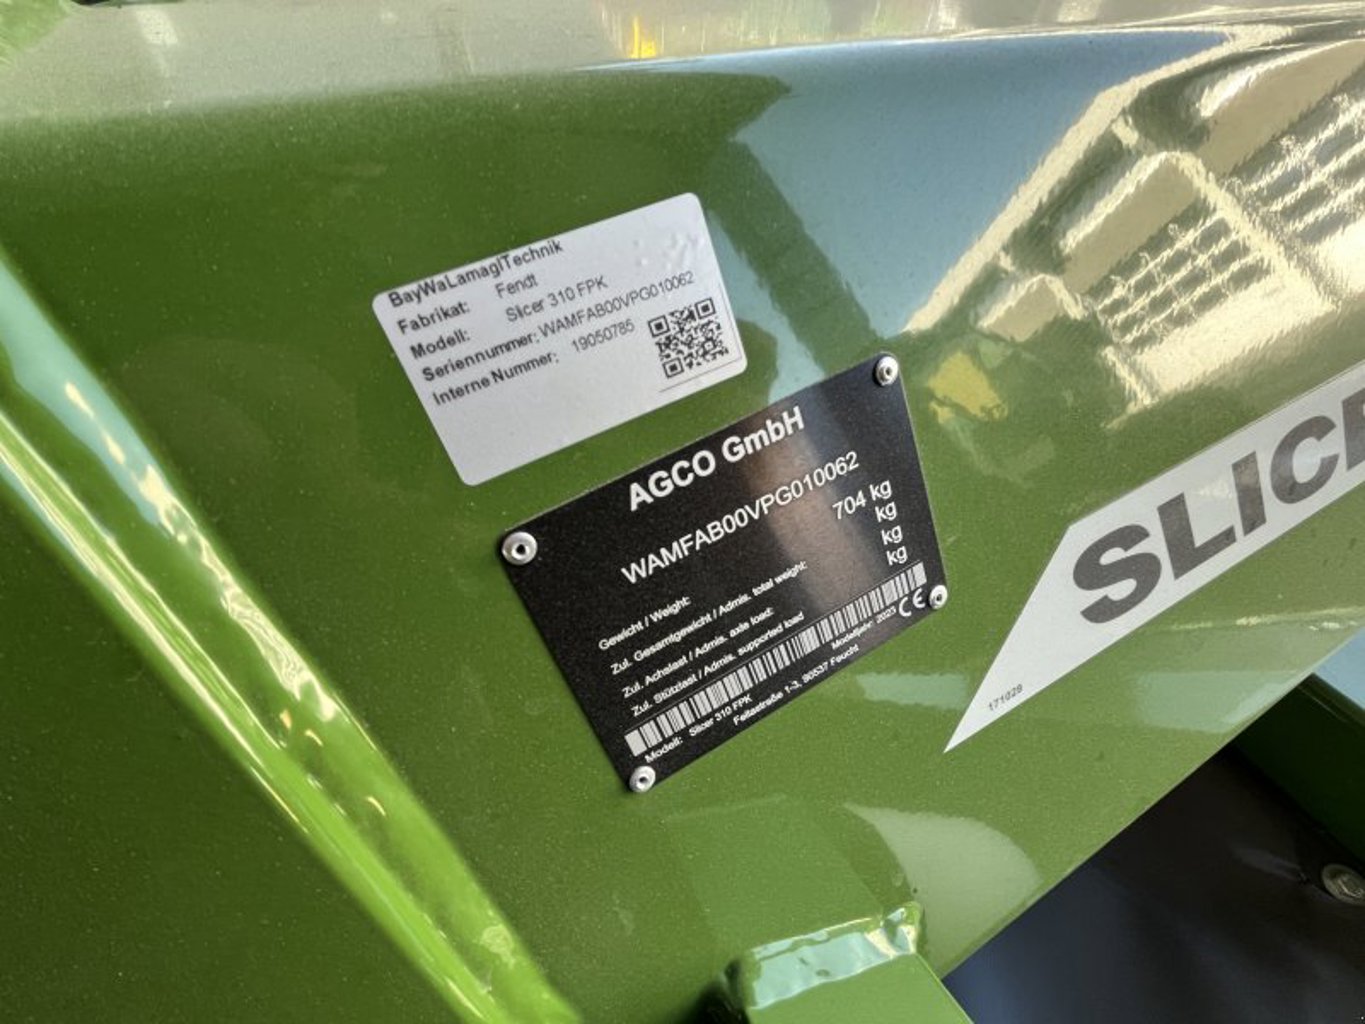 BayWaLamaglTechnik
Fabrikat: Fendt
Modell: Slicer 310 FPK
Seriennummer: WAMFAB00VPG010062
Interne Nummer: 19050785
AGCO GmbH
WAMFAB00VPG010062
Gewicht / Weight: 704 kg
Zul. Gesamtgewicht / Admis. total weight: kg
Zul. Achslast / Admis. axle load: kg
Zul. Stützlast / Admis. supported load kg
Modell: Slicer 310 FPK Modelljahr: 2023 CE
Fellastraße 1-3, 90537 Feucht
SLICE
171029